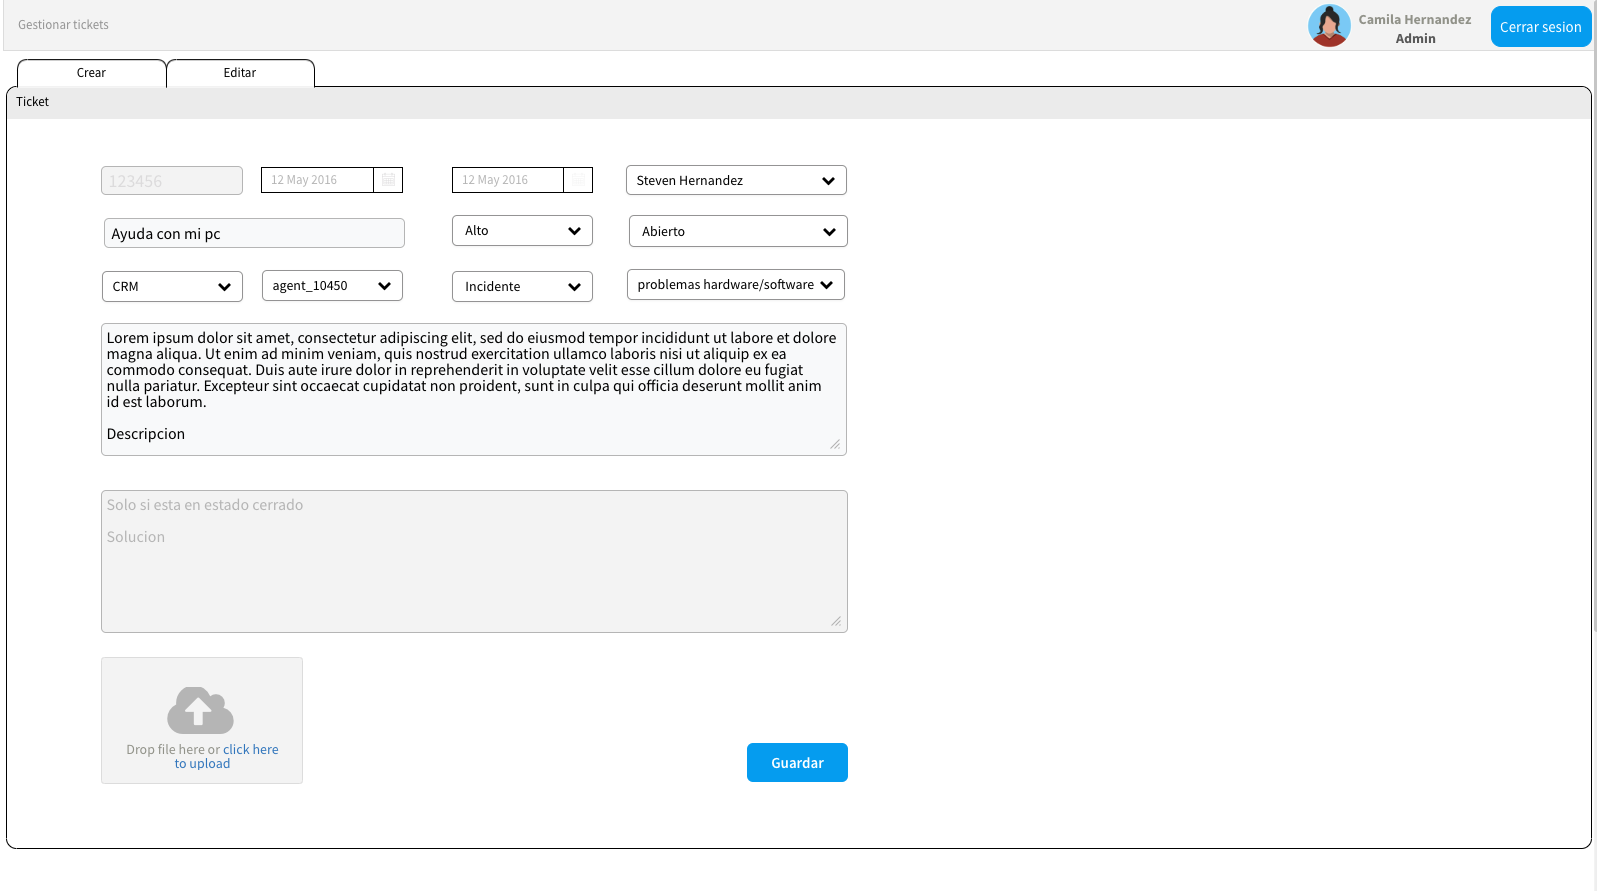 Gestionar tickets
Camila Hernandez
Admin
Cerrar sesion
Crear
Editar
Ticket
123456
12 May 2016
12 May 2016
Steven Hernandez
Ayuda con mi pc
Alto
Abierto
CRM
agent_10450
Incidente
problemas hardware/software
Lorem ipsum dolor sit amet, consectetur adipiscing elit, sed do eiusmod tempor incididunt ut labore et dolore
magna aliqua. Ut enim ad minim veniam, quis nostrud exercitation ullamco laboris nisi ut aliquip ex ea
commodo consequat. Duis aute irure dolor in reprehenderit in voluptate velit esse cillum dolore eu fugiat
nulla pariatur. Excepteur sint occaecat cupidatat non proident, sunt in culpa qui officia deserunt mollit anim
id est laborum.
Descripcion
Solo si esta en estado cerrado
Solucion
Drop file here or click here
to upload
Guardar